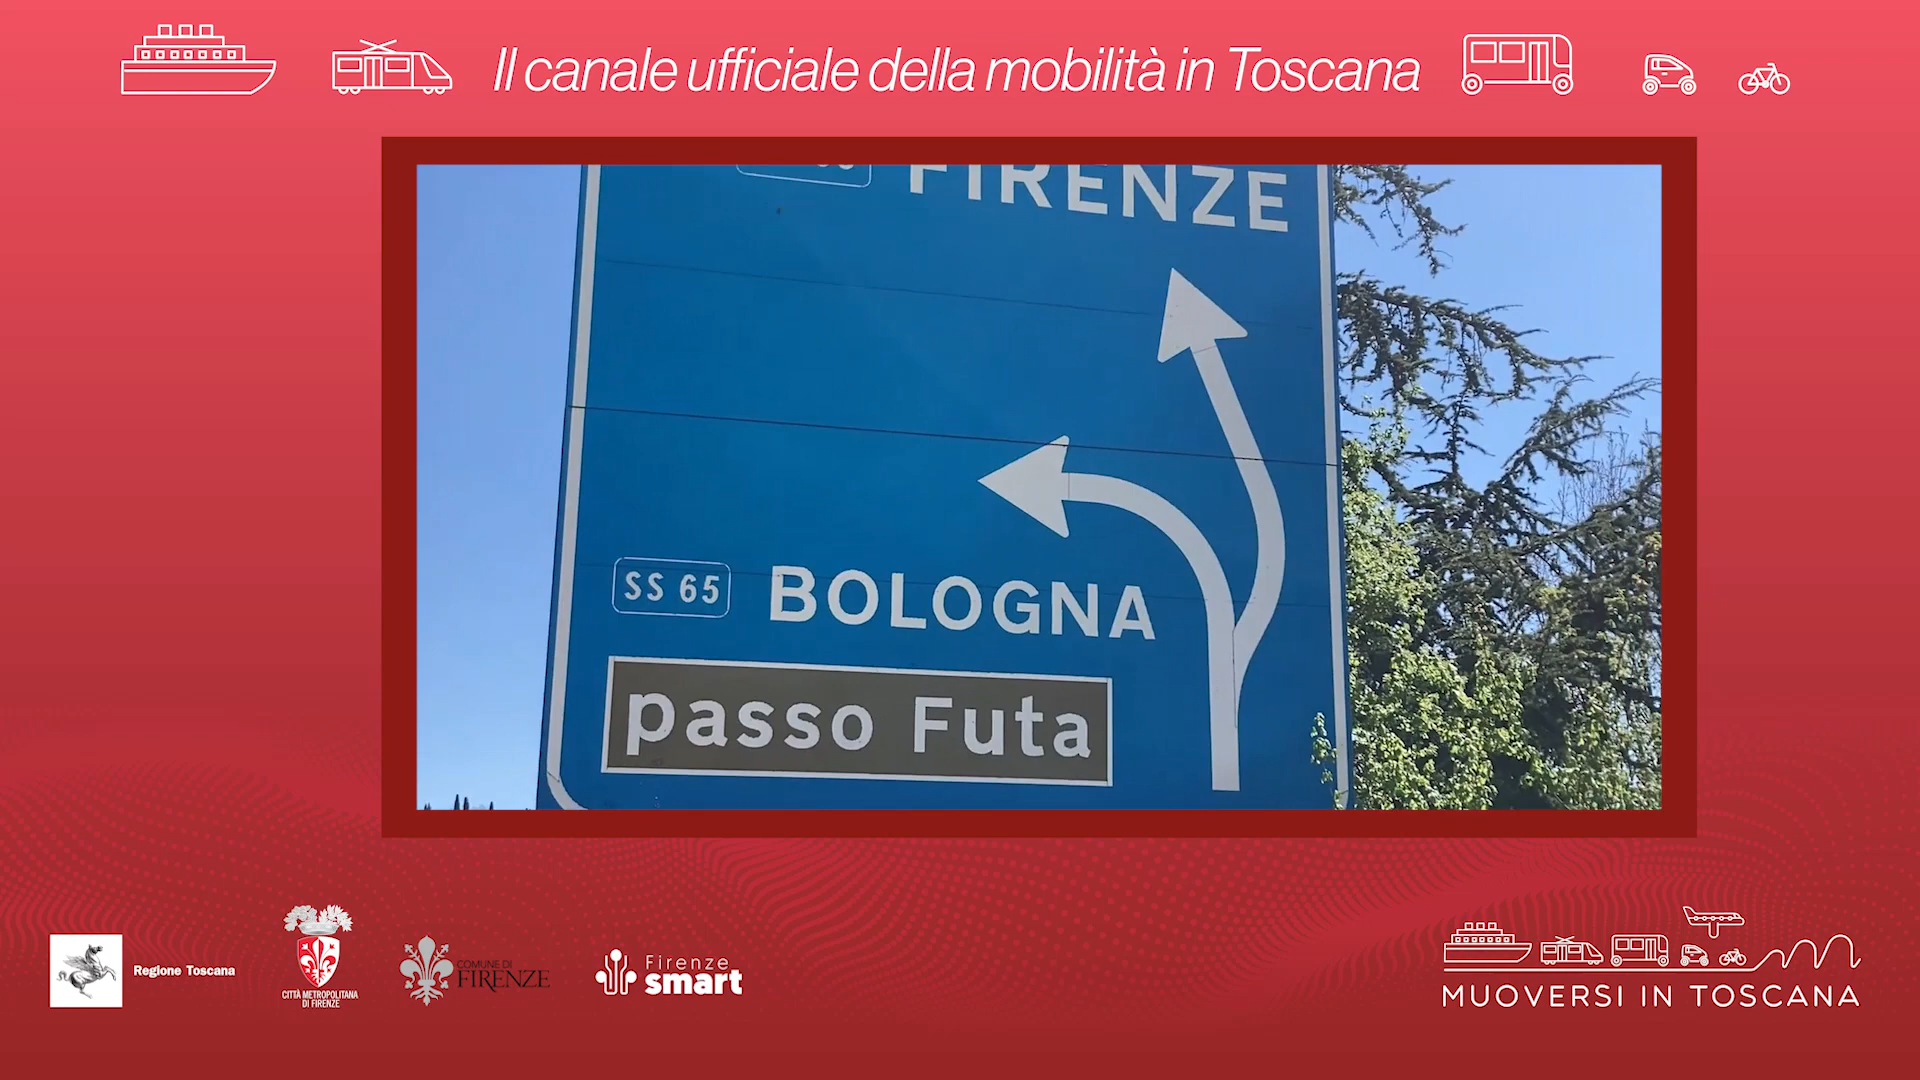 Il canale ufficiale della mobilità in Toscana
FIRENZE
SS 65 BOLOGNA
passo Futa
Regione Toscana
CITTÀ METROPOLITANA
DI FIRENZE
COMUNE DI
FIRENZE
Firenze
smart
MUOVERSI IN TOSCANA